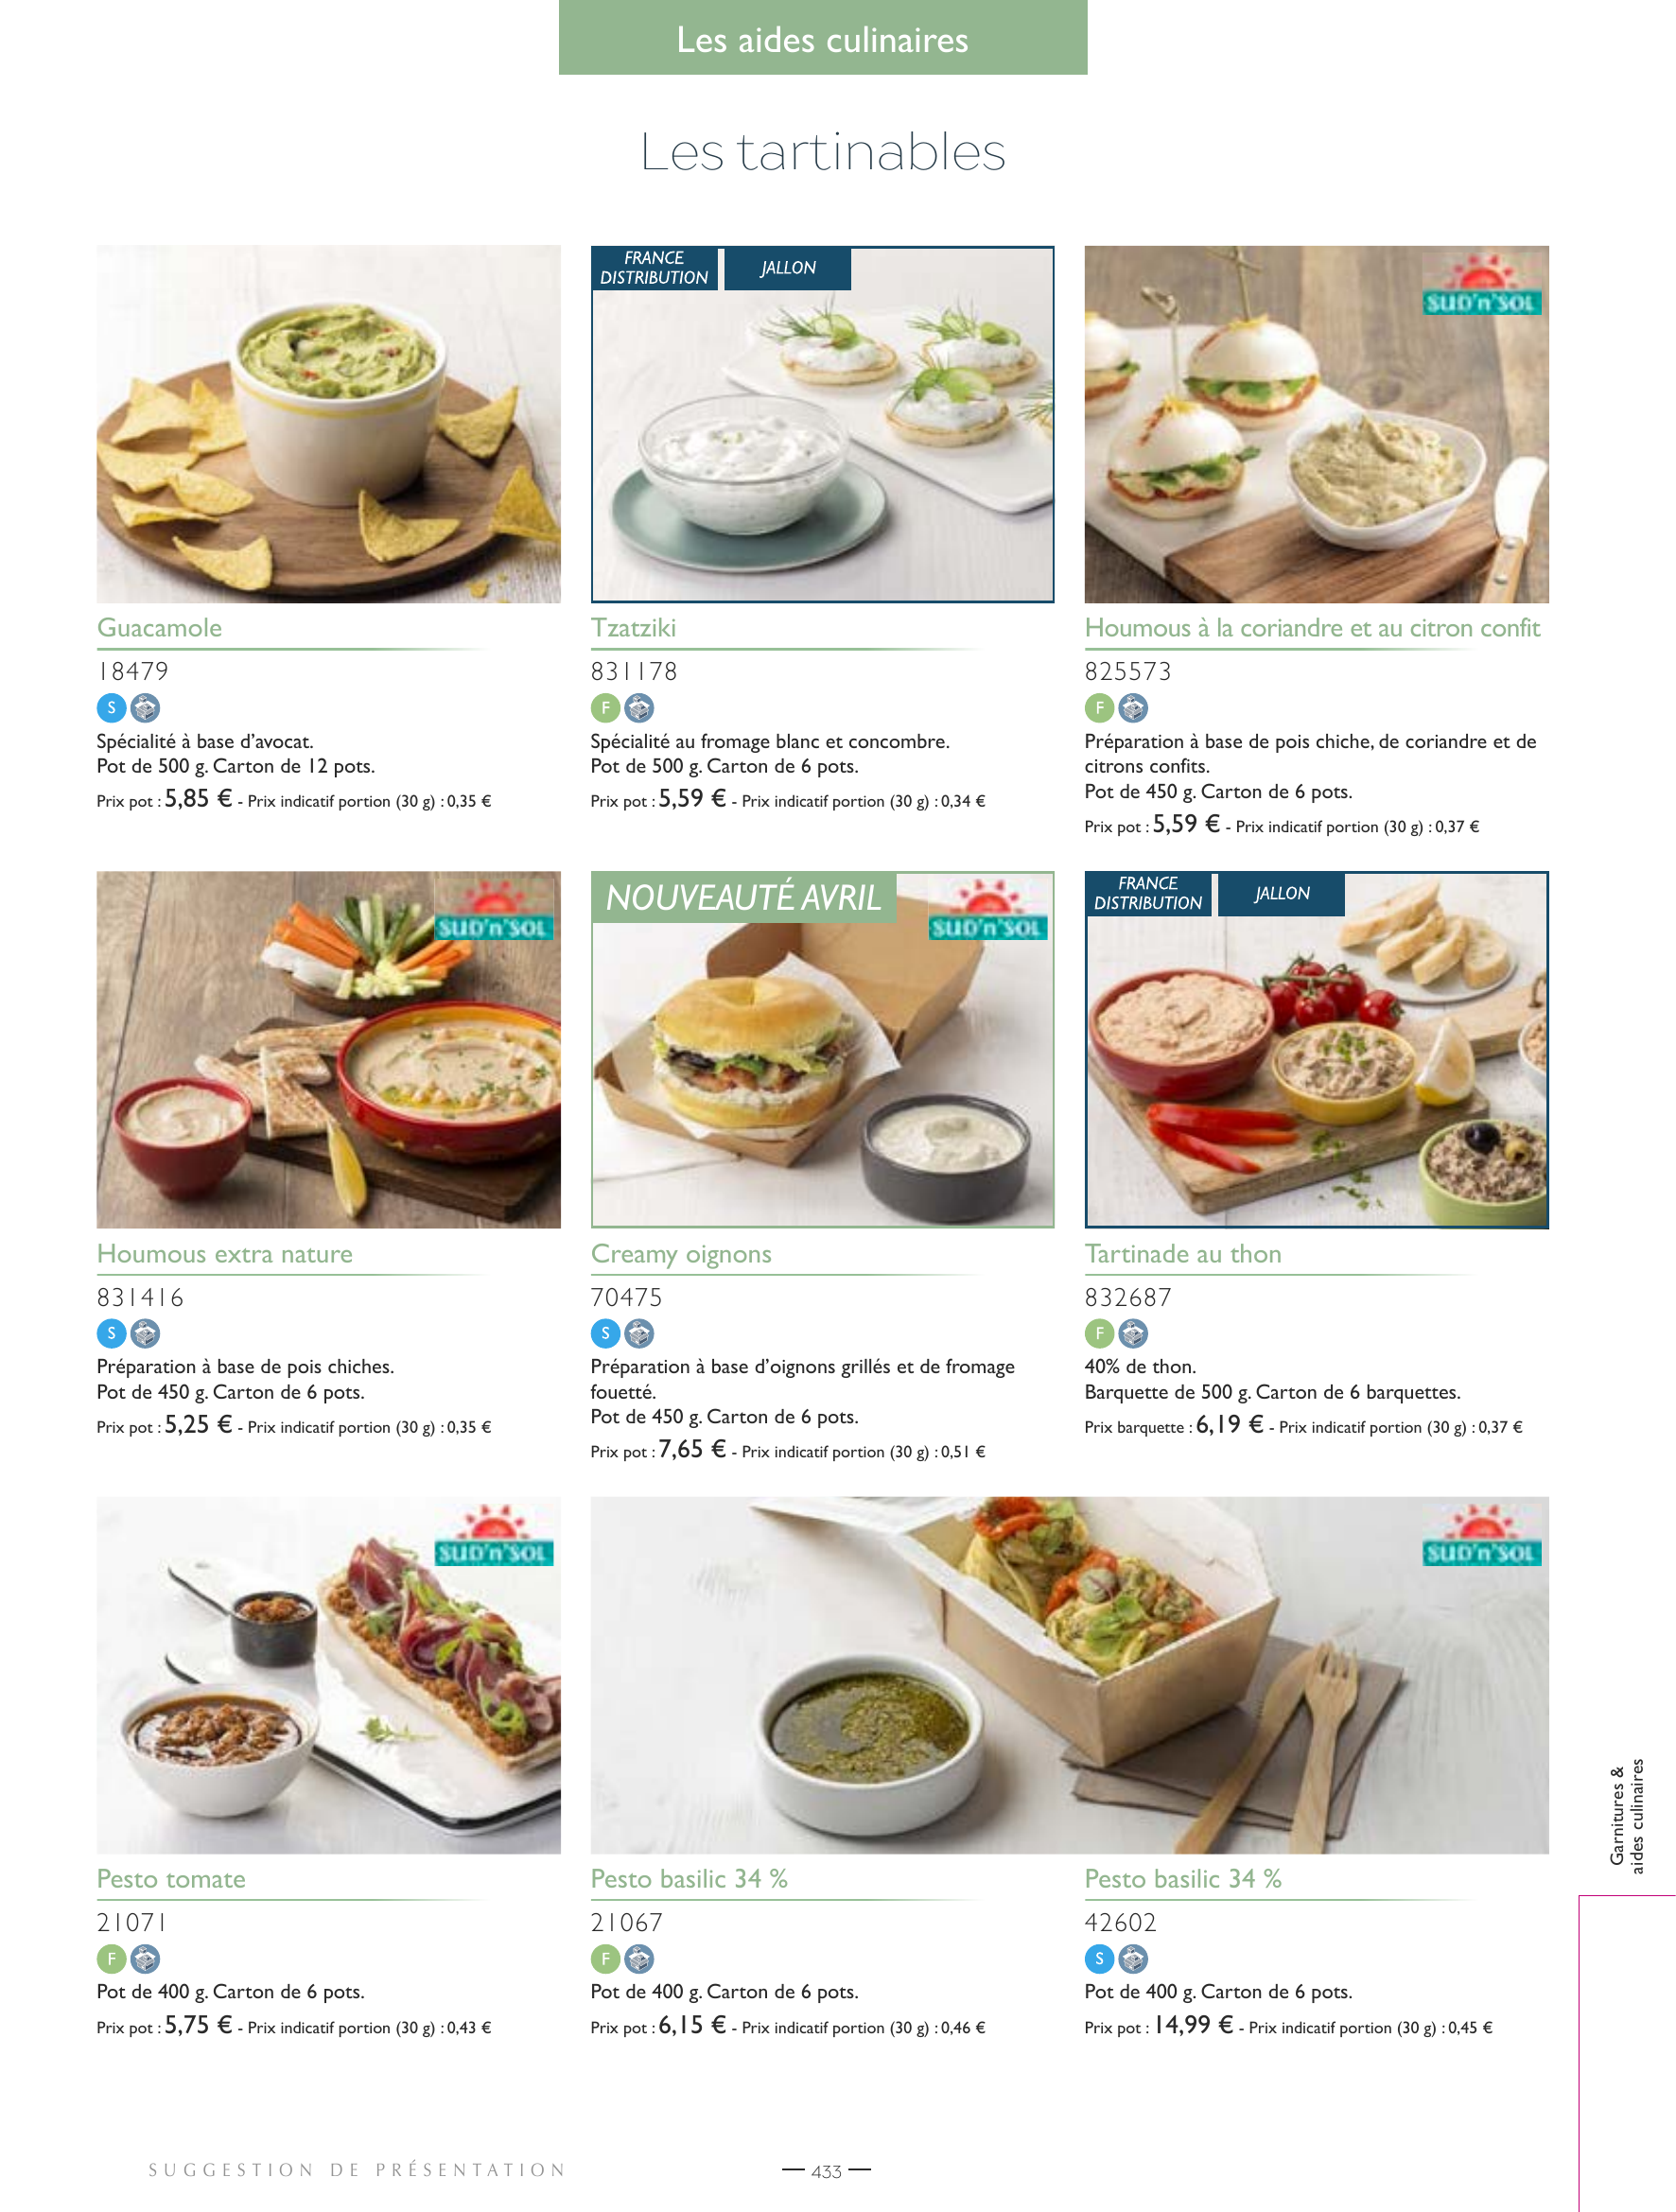 Les aides culinaires
Les tartinables
FRANCE
DISTRIBUTION
JALLON
SUD'n'SOL
Guacamole
18479
S
Spécialité à base d’avocat.
Pot de 500 g. Carton de 12 pots.
Prix pot : 5,85 € - Prix indicatif portion (30 g) : 0,35 €
Tzatziki
831178
F
Spécialité au fromage blanc et concombre.
Pot de 500 g. Carton de 6 pots.
Prix pot : 5,59 € - Prix indicatif portion (30 g) : 0,34 €
Houmous à la coriandre et au citron confit
825573
F
Préparation à base de pois chiche, de coriandre et de
citrons confits.
Pot de 450 g. Carton de 6 pots.
Prix pot : 5,59 € - Prix indicatif portion (30 g) : 0,37 €
SUD'n'SOL
NOUVEAUTÉ AVRIL
SUD'n'SOL
FRANCE
DISTRIBUTION
JALLON
Houmous extra nature
831416
S
Préparation à base de pois chiches.
Pot de 450 g. Carton de 6 pots.
Prix pot : 5,25 € - Prix indicatif portion (30 g) : 0,35 €
Creamy oignons
70475
S
Préparation à base d’oignons grillés et de fromage
fouetté.
Pot de 450 g. Carton de 6 pots.
Prix pot : 7,65 € - Prix indicatif portion (30 g) : 0,51 €
Tartinade au thon
832687
F
40% de thon.
Barquette de 500 g. Carton de 6 barquettes.
Prix barquette : 6,19 € - Prix indicatif portion (30 g) : 0,37 €
SUD'n'SOL
SUD'n'SOL
Pesto tomate
21071
F
Pot de 400 g. Carton de 6 pots.
Prix pot : 5,75 € - Prix indicatif portion (30 g) : 0,43 €
Pesto basilic 34 %
21067
F
Pot de 400 g. Carton de 6 pots.
Prix pot : 6,15 € - Prix indicatif portion (30 g) : 0,46 €
Pesto basilic 34 %
42602
S
Pot de 400 g. Carton de 6 pots.
Prix pot : 14,99 € - Prix indicatif portion (30 g) : 0,45 €
Garnitures &
aides culinaires
SUGGESTION DE PRÉSENTATION
— 433 —